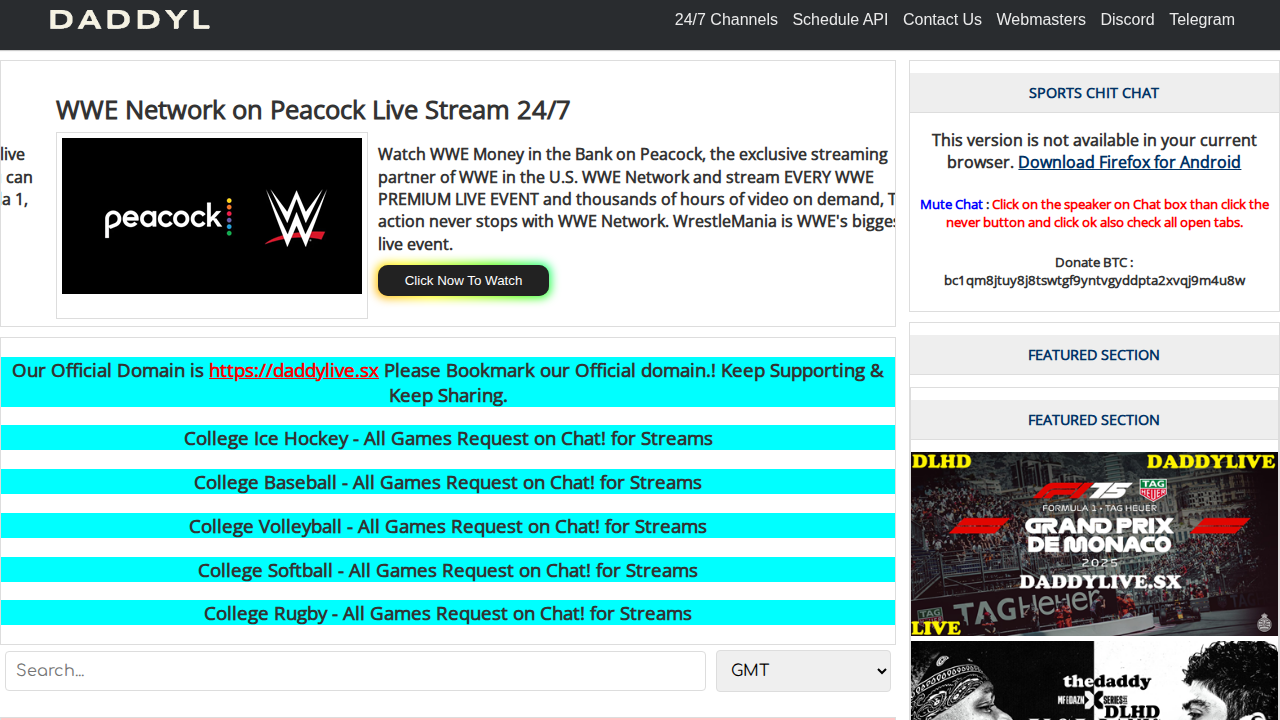 DADDYL
24/7 Channels Schedule API Contact Us Webmasters Discord Telegram
WWE Network on Peacock Live Stream 24/7
live
can
a 1,
peacock W
Watch WWE Money in the Bank on Peacock, the exclusive streaming
partner of WWE in the U.S. WWE Network and stream EVERY WWE
PREMIUM LIVE EVENT and thousands of hours of video on demand, T
action never stops with WWE Network. WrestleMania is WWE's bigges
live event.
Click Now To Watch
Our Official Domain is https://daddylive.sx Please Bookmark our Official domain.! Keep Supporting &
Keep Sharing.
College Ice Hockey - All Games Request on Chat! for Streams
College Baseball - All Games Request on Chat! for Streams
College Volleyball - All Games Request on Chat! for Streams
College Softball - All Games Request on Chat! for Streams
College Rugby - All Games Request on Chat! for Streams
Search...
GMT
SPORTS CHIT CHAT
This version is not available in your current
browser. Download Firefox for Android
Mute Chat : Click on the speaker on Chat box than click the
never button and click ok also check all open tabs.
Donate BTC :
bc1qm8jtuy8j8tswtgf9yntvgyddpta2xvqj9m4u8w
FEATURED SECTION
FEATURED SECTION
DLHD DADDYLIVE
F1 75 TAG HEUER
FORMULA 1 • TAG HEUER
GRAND PRIX
DE MONACO
2025
DADDYLIVE.SX
TAGHeuer
TAG HEUER
LIVE
thedaddy
MF|DAZN X SERIES
DLHD